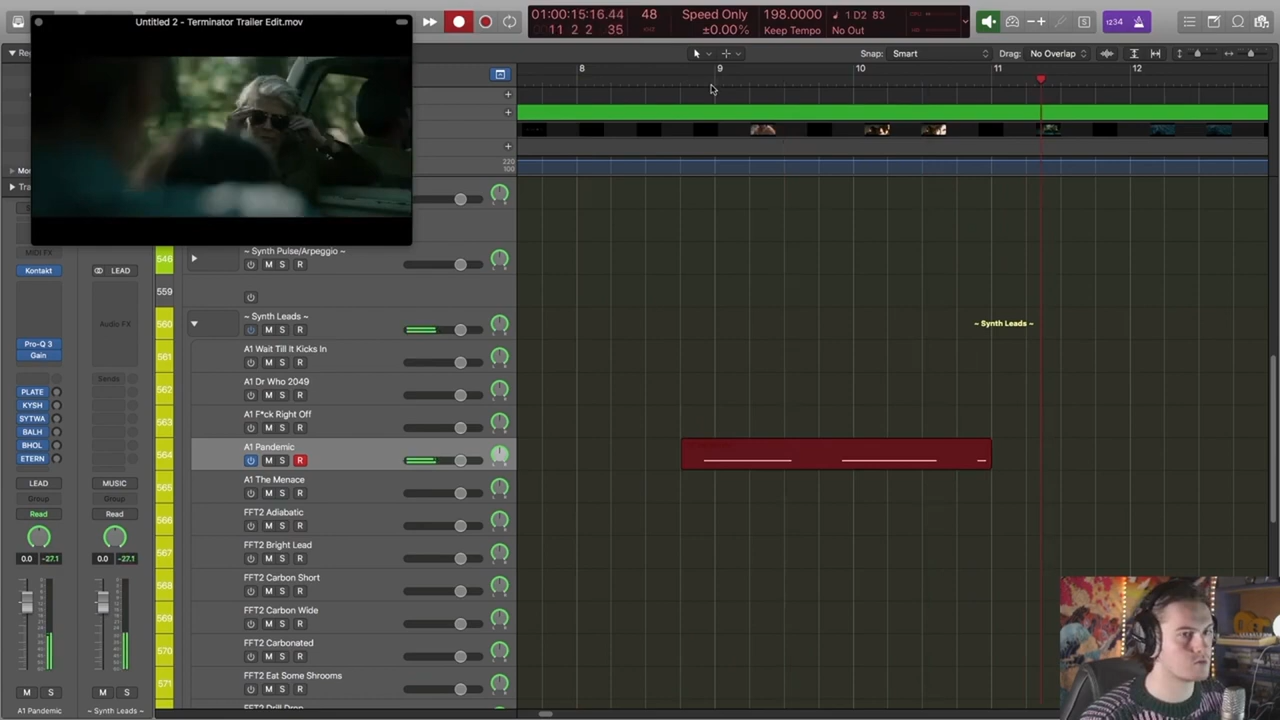 Untitled 2 - Terminator Trailer Edit.mov
01:00:15:16.44
11 2 2 35
48
Speed Only
±0.00%
198.0000
Keep Tempo
1 D2 83
No Out
1234
Snap: Smart
Drag: No Overlap
8
9
10
11
12
220
100
MIDI FX
Kontakt
Pro-Q 3
Gain
PLATE
KYSH
SYTWA
BALH
BHOL
ETERN
LEAD
Group
Read
0.0
-27.1
M S
A1 Pandemic
LEAD
Audio FX
Sends
MUSIC
Group
Read
0.0
-27.1
M S
~ Synth Leads ~
546
~ Synth Pulse/Arpeggio ~
M S R
559
560
~ Synth Leads ~
M S R
561
A1 Wait Till It Kicks In
M S R
562
A1 Dr Who 2049
M S R
563
A1 F*ck Right Off
M S R
564
A1 Pandemic
M S R
565
A1 The Menace
M S R
566
FFT2 Adiabatic
M S R
567
FFT2 Bright Lead
M S R
568
FFT2 Carbon Short
M S R
569
FFT2 Carbon Wide
M S R
570
FFT2 Carbonated
M S R
571
FFT2 Eat Some Shrooms
M S R
~ Synth Leads ~